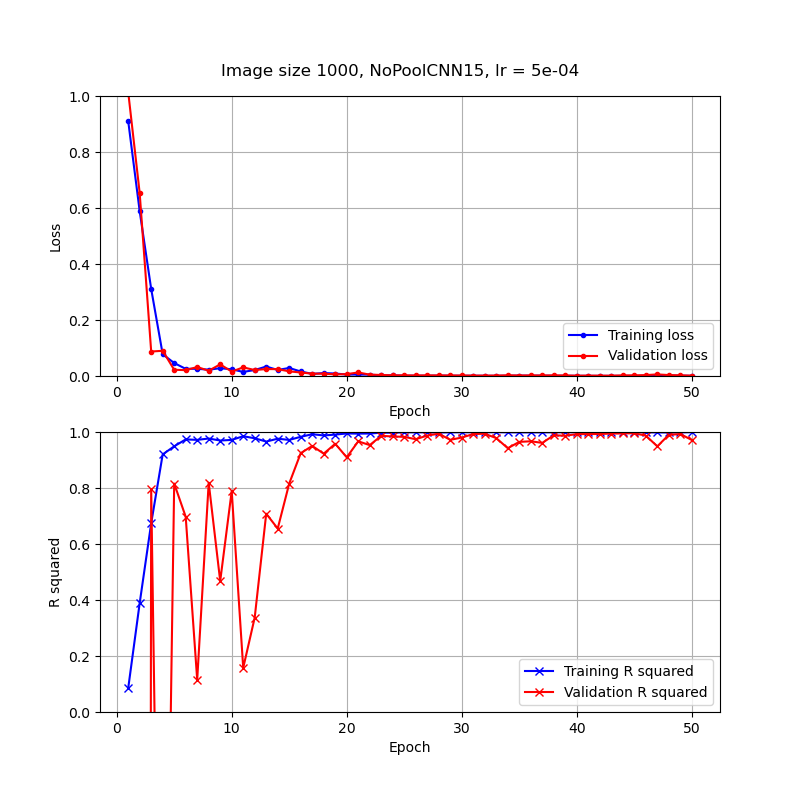 Image size 1000, NoPoolCNN15, lr = 5e-04
1.0
0.8
0.6
0.4
0.2
0.0
Loss
Training loss
Validation loss
0 10 20 30 40 50
Epoch
1.0
0.8
0.6
0.4
0.2
0.0
R squared
Training R squared
Validation R squared
0 10 20 30 40 50
Epoch